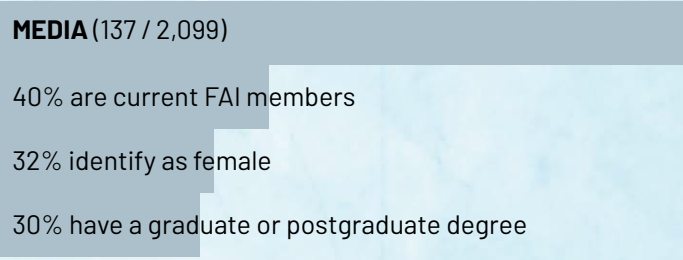 MEDIA (137 / 2,099)
40% are current FAI members
32% identify as female
30% have a graduate or postgraduate degree